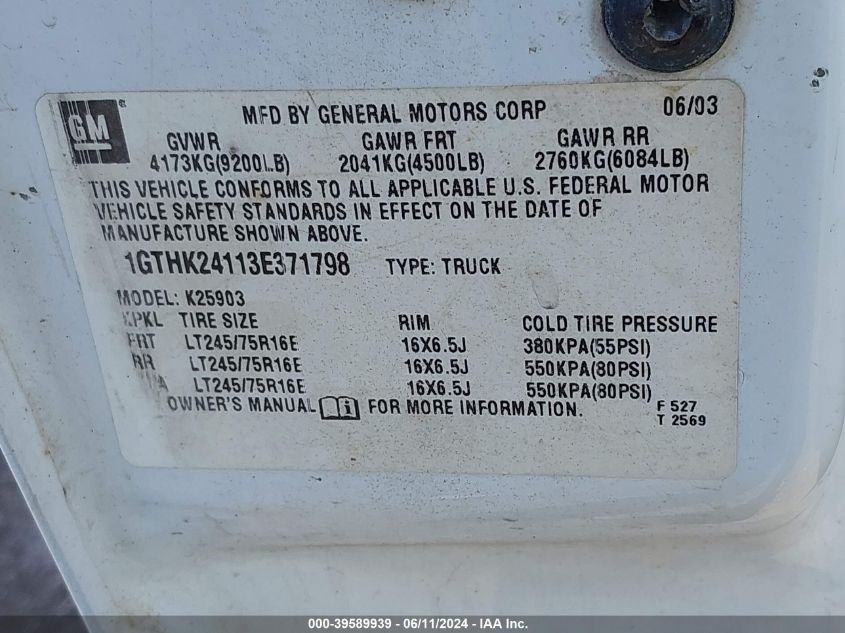 GM
MFD BY GENERAL MOTORS CORP 06/03
GVWR GAWR FRT GAWR RR
4173KG(9200LB) 2041KG(4500LB) 2760KG(6084LB)
THIS VEHICLE CONFORMS TO ALL APPLICABLE U.S. FEDERAL MOTOR
VEHICLE SAFETY STANDARDS IN EFFECT ON THE DATE OF
MANUFACTURE SHOWN ABOVE.
1GTHK24113E371798 TYPE: TRUCK
MODEL: K25903
TIRE SIZE RIM COLD TIRE PRESSURE
FRT LT245/75R16E 16X6.5J 380KPA(55PSI)
RR LT245/75R16E 16X6.5J 550KPA(80PSI)
LT245/75R16E 16X6.5J 550KPA(80PSI)
OWNER'S MANUAL FOR MORE INFORMATION.
F 527
T 2569
000-39589939 - 06/11/2024 - IAA Inc.